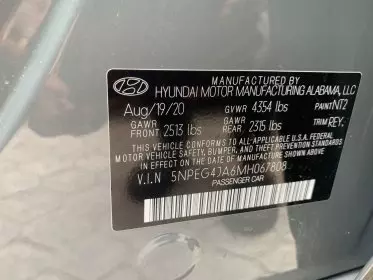 MANUFACTURED BY
HYUNDAI MOTOR MANUFACTURING ALABAMA, LLC
Aug/19/20 GVWR 4354 lbs PAINT NT2
GAWR FRONT 2513 lbs GAWR REAR 2315 lbs TRIM RPY
THIS VEHICLE CONFORMS TO ALL APPLICABLE U.S.A. FEDERAL
MOTOR VEHICLE SAFETY, BUMPER, AND THEFT PREVENTION
STANDARDS IN EFFECT ON THE DATE OF MANUFACTURE SHOWN ABOVE.
V.I.N 5NPEG4JA6MH067808
PASSENGER CAR